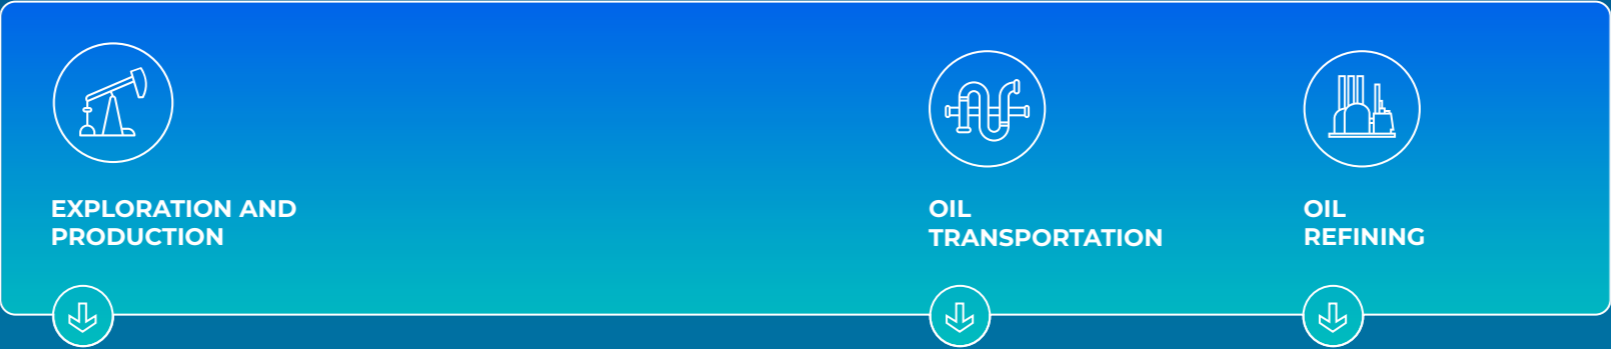 EXPLORATION AND
PRODUCTION
OIL
TRANSPORTATION
OIL
REFINING